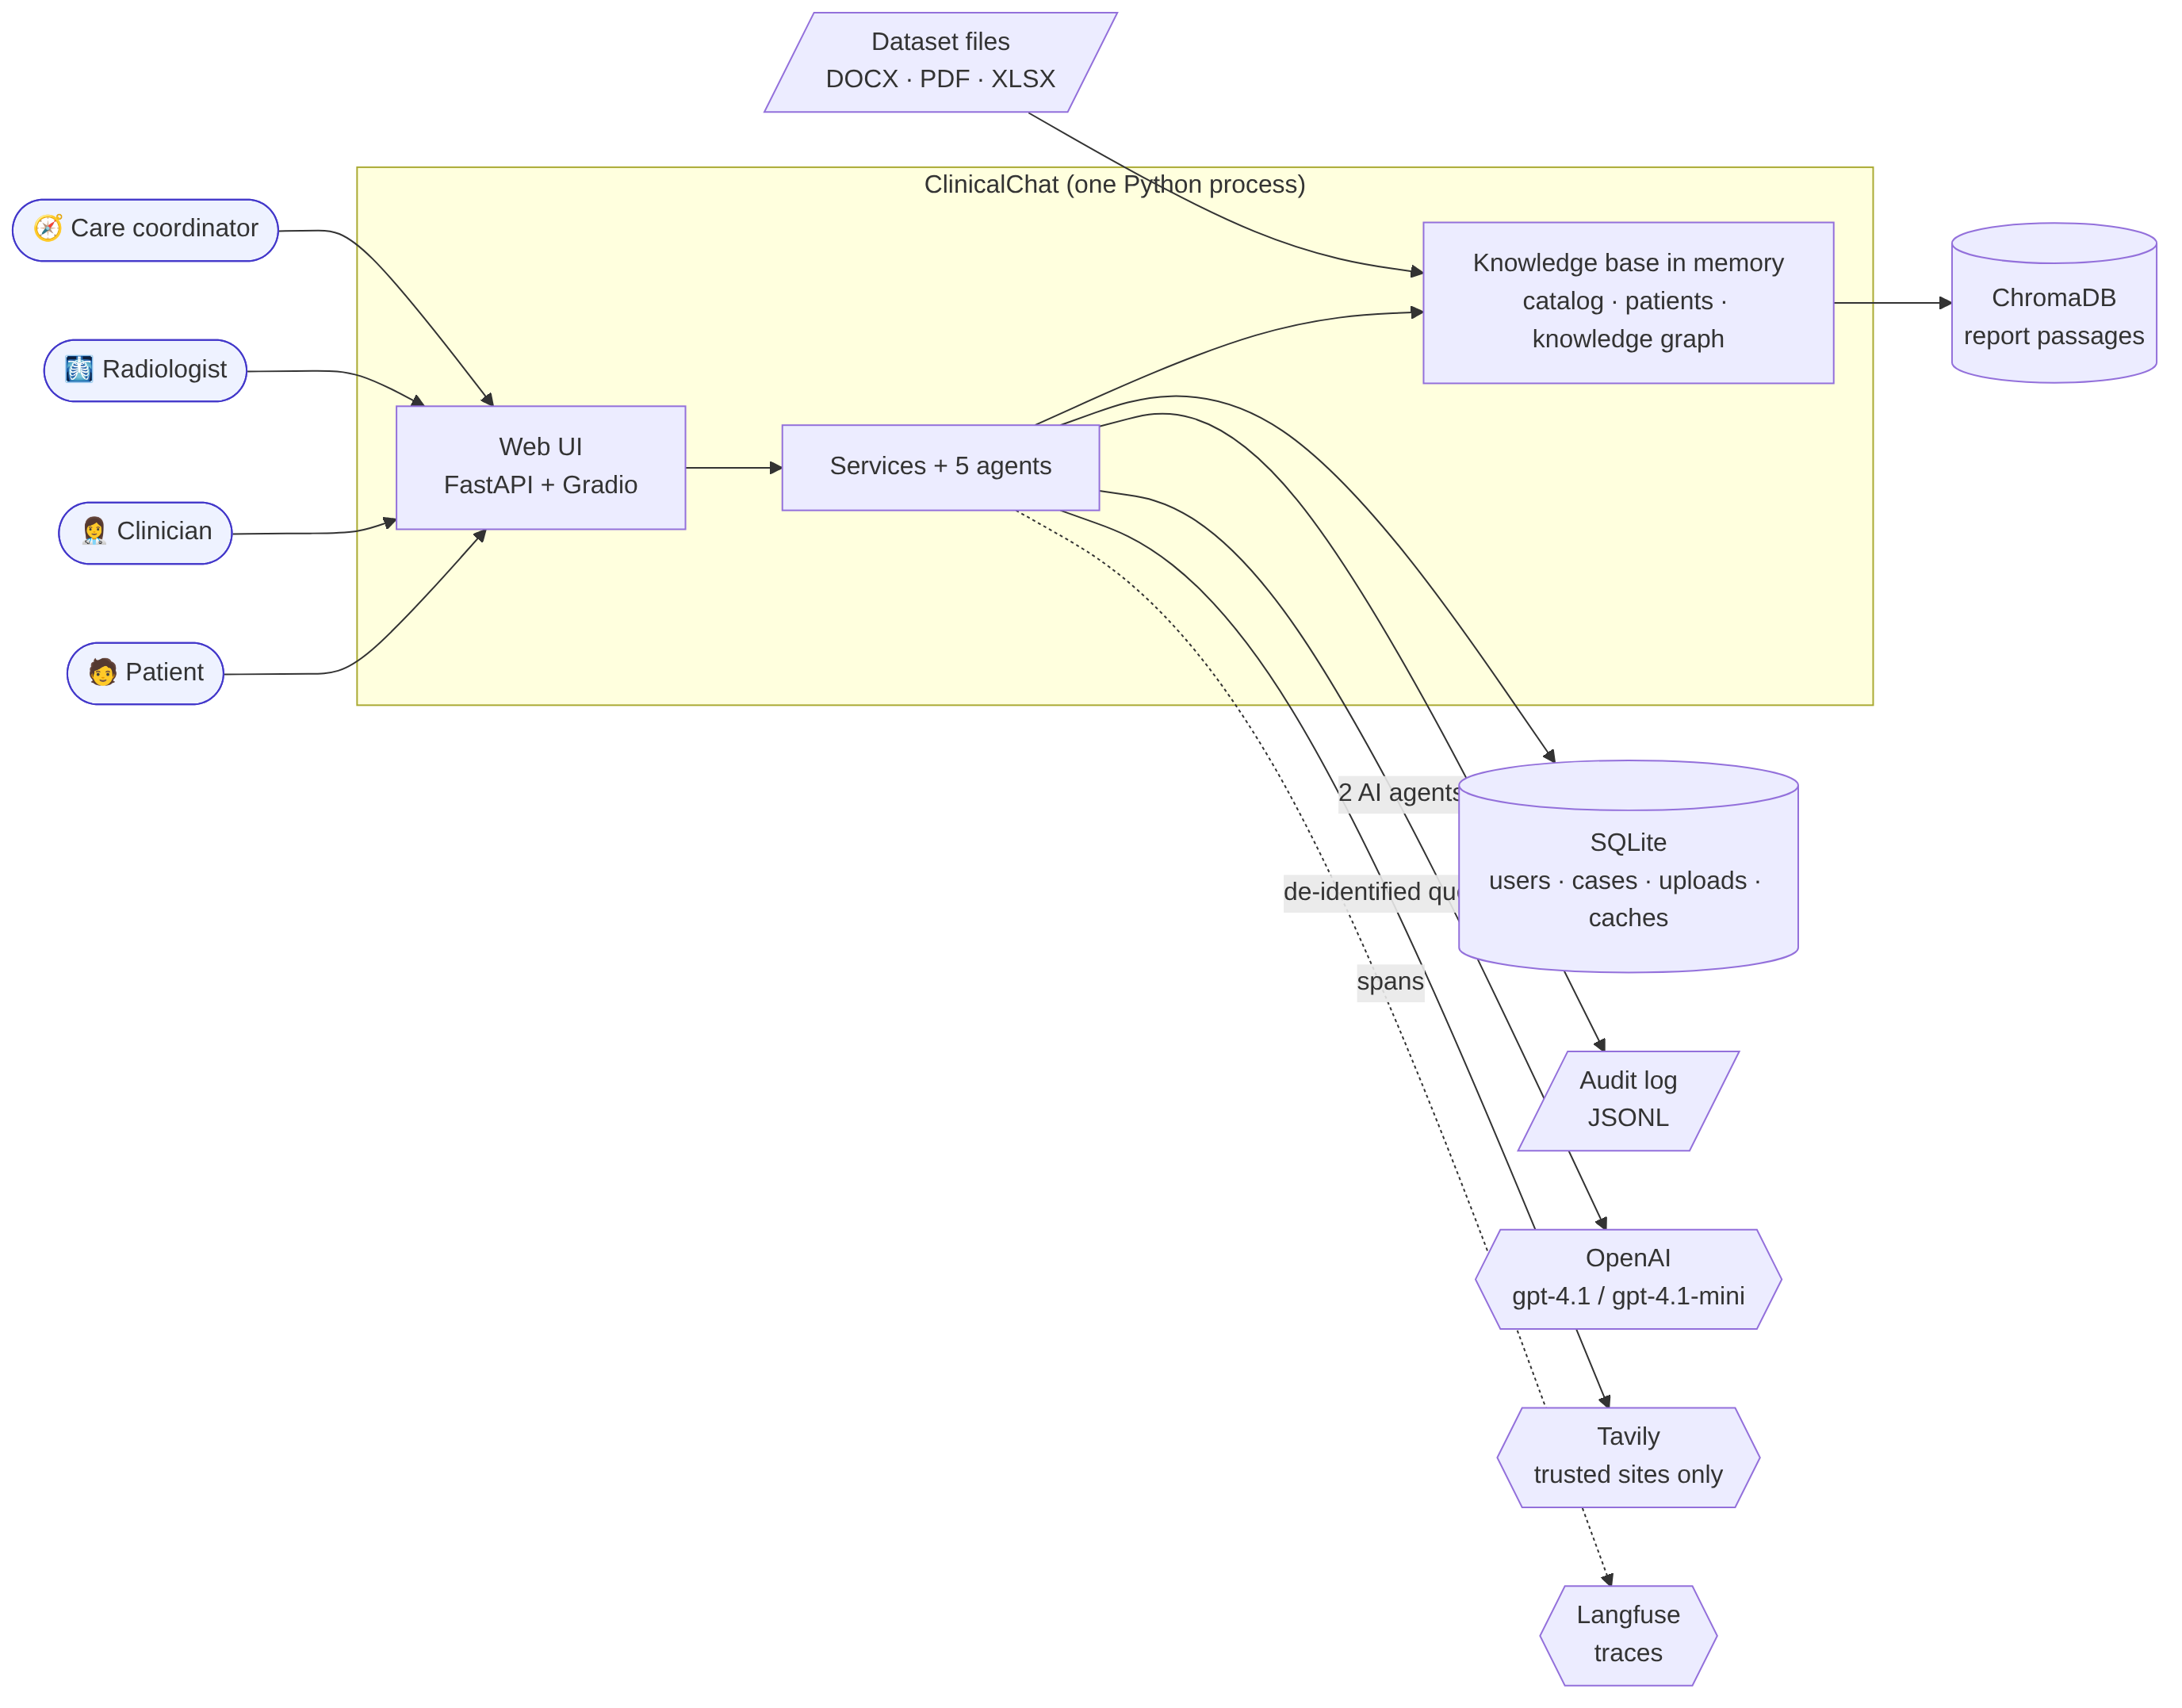 Dataset files
DOCX · PDF · XLSX
ClinicalChat (one Python process)
Care coordinator
Radiologist
Clinician
Patient
Web UI
FastAPI + Gradio
Services + 5 agents
Knowledge base in memory
catalog · patients ·
knowledge graph
ChromaDB
report passages
2 AI agents
de-identified
spans
SQLite
users · cases · uploads ·
caches
Audit log
JSONL
OpenAI
gpt-4.1 / gpt-4.1-mini
Tavily
trusted sites only
Langfuse
traces